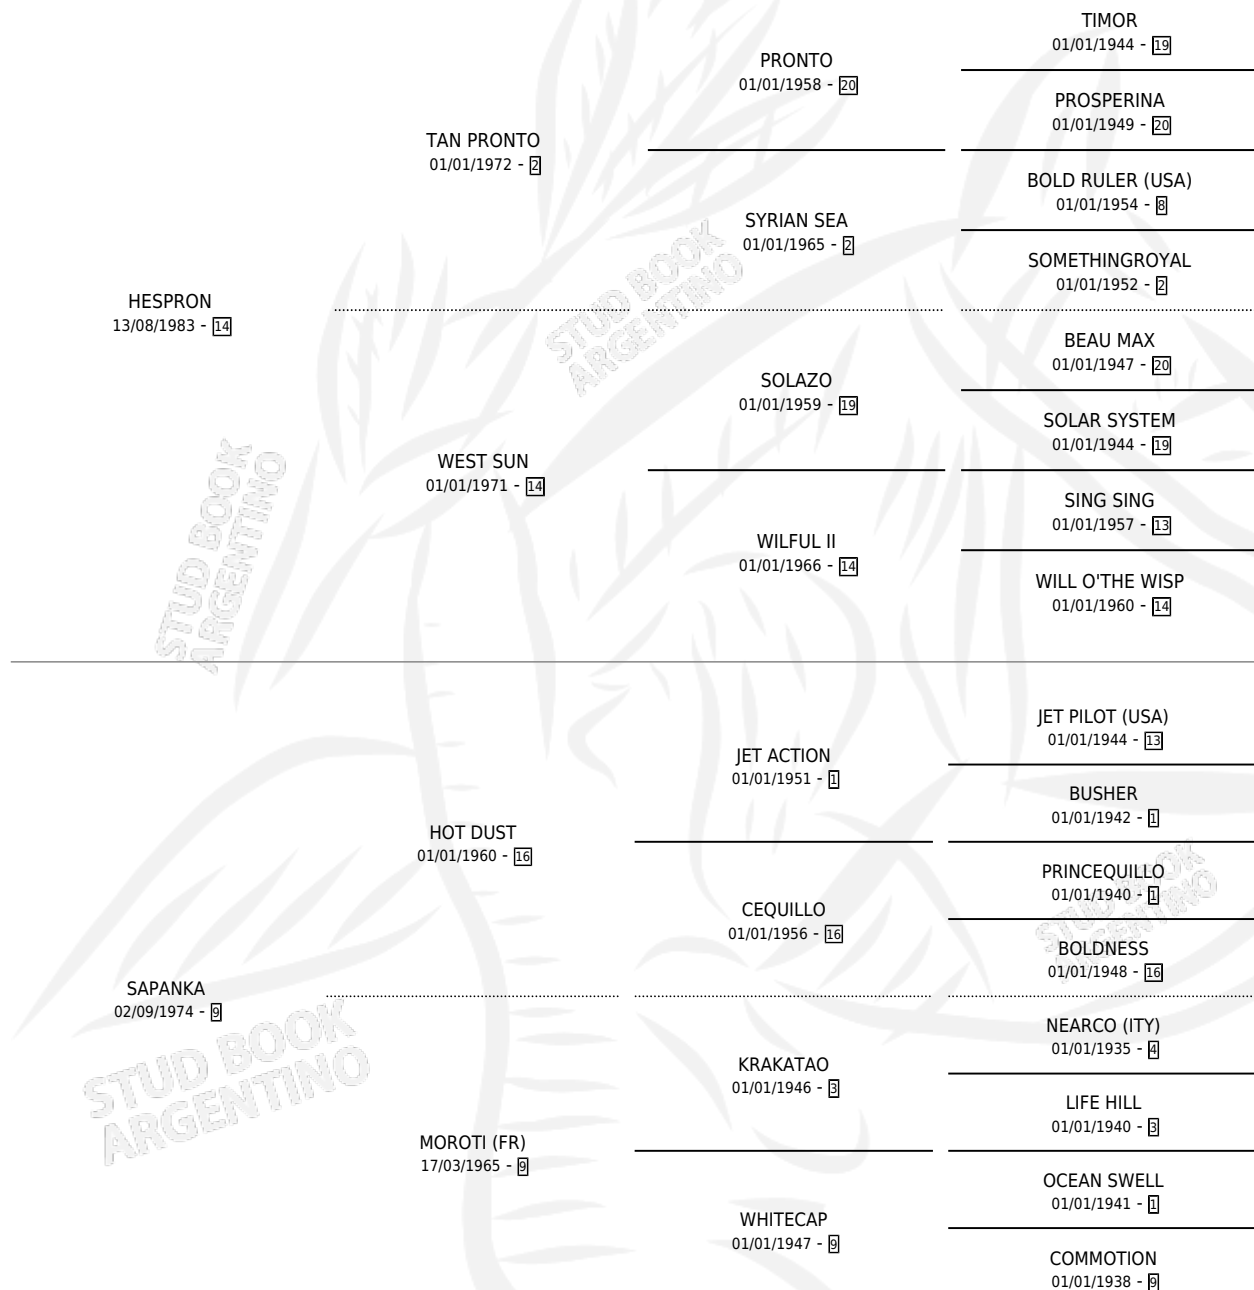 TIMOR
01/01/1944 - 19
PRONTO
01/01/1958 - 20
PROSPERINA
01/01/1949 - 20
TAN PRONTO
01/01/1972 - 2
BOLD RULER (USA)
01/01/1954 - 8
SYRIAN SEA
01/01/1965 - 2
SOMETHINGROYAL
01/01/1952 - 2
HESPRON
13/08/1983 - 14
BEAU MAX
01/01/1947 - 20
SOLAZO
01/01/1959 - 19
SOLAR SYSTEM
01/01/1944 - 19
WEST SUN
01/01/1971 - 14
SING SING
01/01/1957 - 13
WILFUL II
01/01/1966 - 14
WILL O'THE WISP
01/01/1960 - 14
JET PILOT (USA)
01/01/1944 - 13
JET ACTION
01/01/1951 - 1
BUSHER
01/01/1942 - 1
HOT DUST
01/01/1960 - 16
PRINCEQUILLO
01/01/1940 - 1
CEQUILLO
01/01/1956 - 16
BOLDNESS
01/01/1948 - 16
SAPANKA
02/09/1974 - 9
NEARCO (ITY)
01/01/1935 - 4
KRAKATAO
01/01/1946 - 3
LIFE HILL
01/01/1940 - 3
MOROTI (FR)
17/03/1965 - 9
OCEAN SWELL
01/01/1941 - 1
WHITECAP
01/01/1947 - 9
COMMOTION
01/01/1938 - 9
STUD BOOK
ARGENTINO
STUD BOOK
ARGENTINO
STUD BOOK
ARGENTINO
STUD BOOK
ARGENTINO